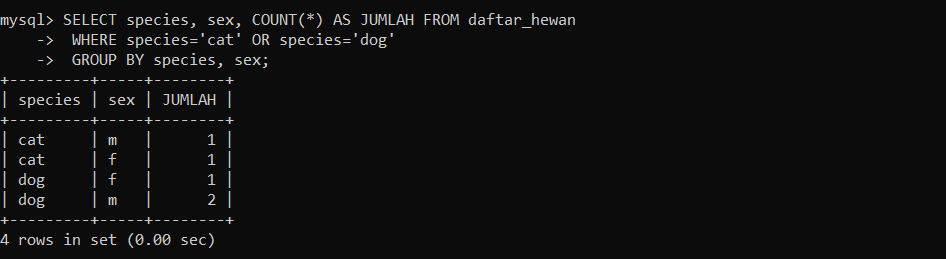 mysql> SELECT species, sex, COUNT(*) AS JUMLAH FROM daftar_hewan
    ->  WHERE species='cat' OR species='dog'
    ->  GROUP BY species, sex;
+---------+-----+--------+
| species | sex | JUMLAH |
+---------+-----+--------+
| cat     | m   |      1 |
| cat     | f   |      1 |
| dog     | f   |      1 |
| dog     | m   |      2 |
+---------+-----+--------+
4 rows in set (0.00 sec)